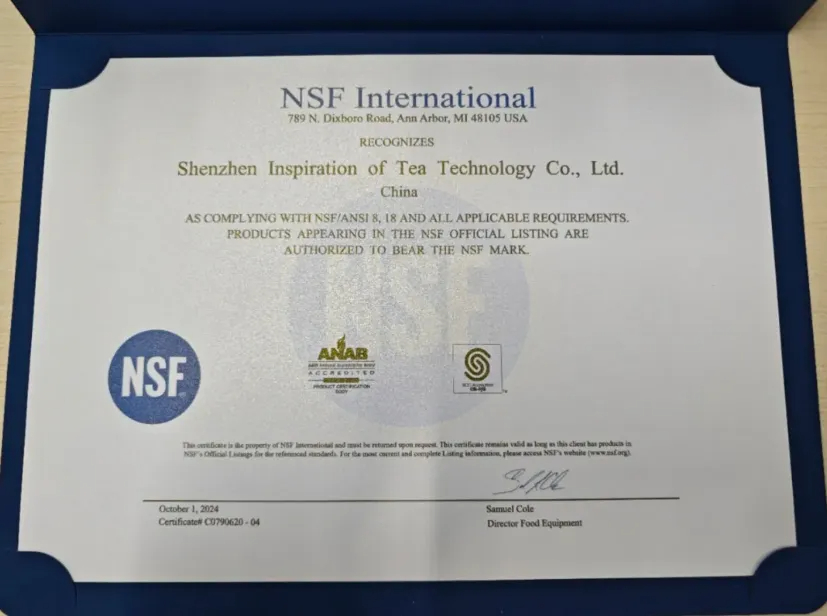 NSF International
789 N. Dixboro Road, Ann Arbor, MI 48105 USA
RECOGNIZES
Shenzhen Inspiration of Tea Technology Co., Ltd.
China
AS COMPLYING WITH NSF/ANSI 8, 18 AND ALL APPLICABLE REQUIREMENTS.
PRODUCTS APPEARING IN THE NSF OFFICIAL LISTING ARE
AUTHORIZED TO BEAR THE NSF MARK.
NSF
NSF
ANAB
ACCREDITED
PRODUCT CERTIFICATION
This certificate is the property of NSF International and must be returned upon request. This certificate remains valid as long as this client has products in
NSF's Official Listings for the referenced standards. For the most current and complete Listing information, please access NSF's website (www.nsf.org).
October 1, 2024
Samuel Cole
Certificate# C0790620 - 04
Director Food Equipment